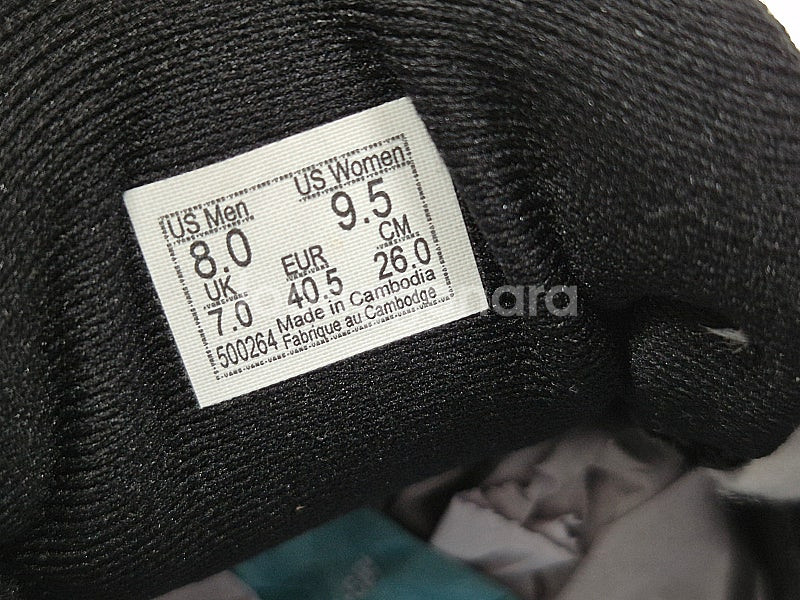 US Men US Women
8.0 9.5
UK EUR CM
7.0 40.5 26.0
Made in Cambodia
500264 Fabrique au Cambodge